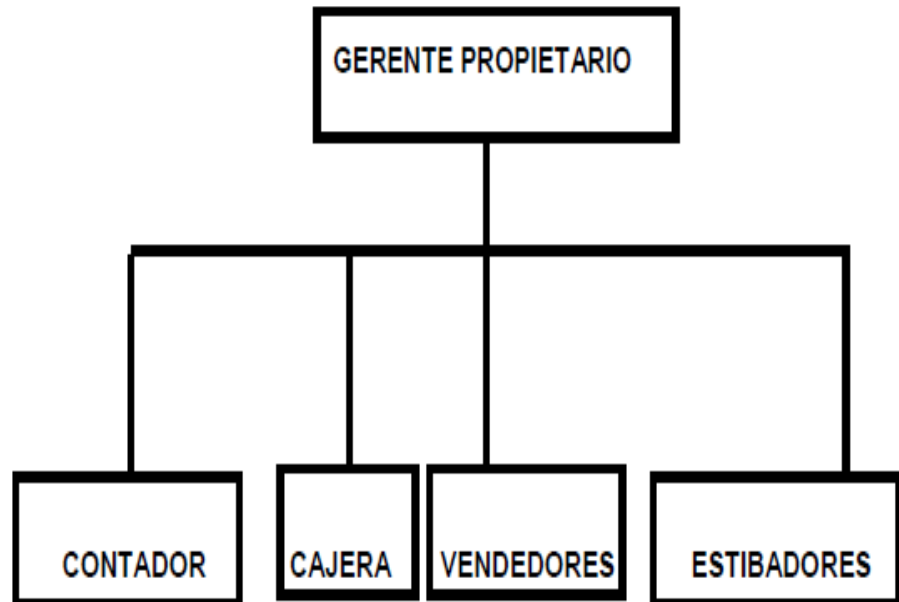 GERENTE PROPIETARIO
CONTADOR
CAJERA
VENDEDORES
ESTIBADORES